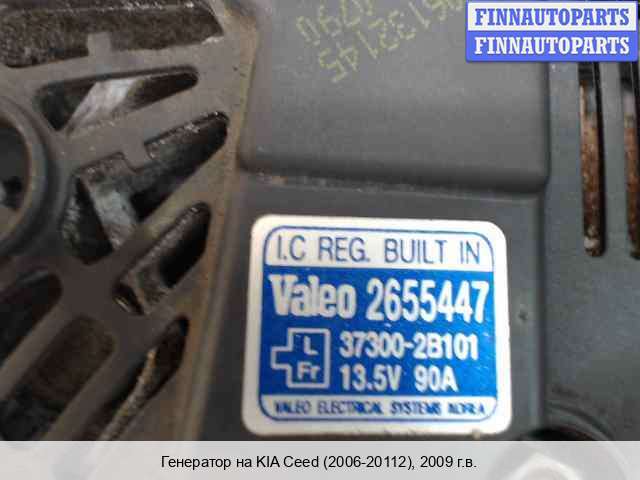 FINNAUTOPARTS
FINNAUTOPARTS
I.C REG. BUILT IN
Valeo 2655447
L
Fr
37300-2B101
13.5V 90A
VALEO ELECTRICAL SYSTEMS KOREA
Генератор на KIA Ceed (2006-20112), 2009 г.в.